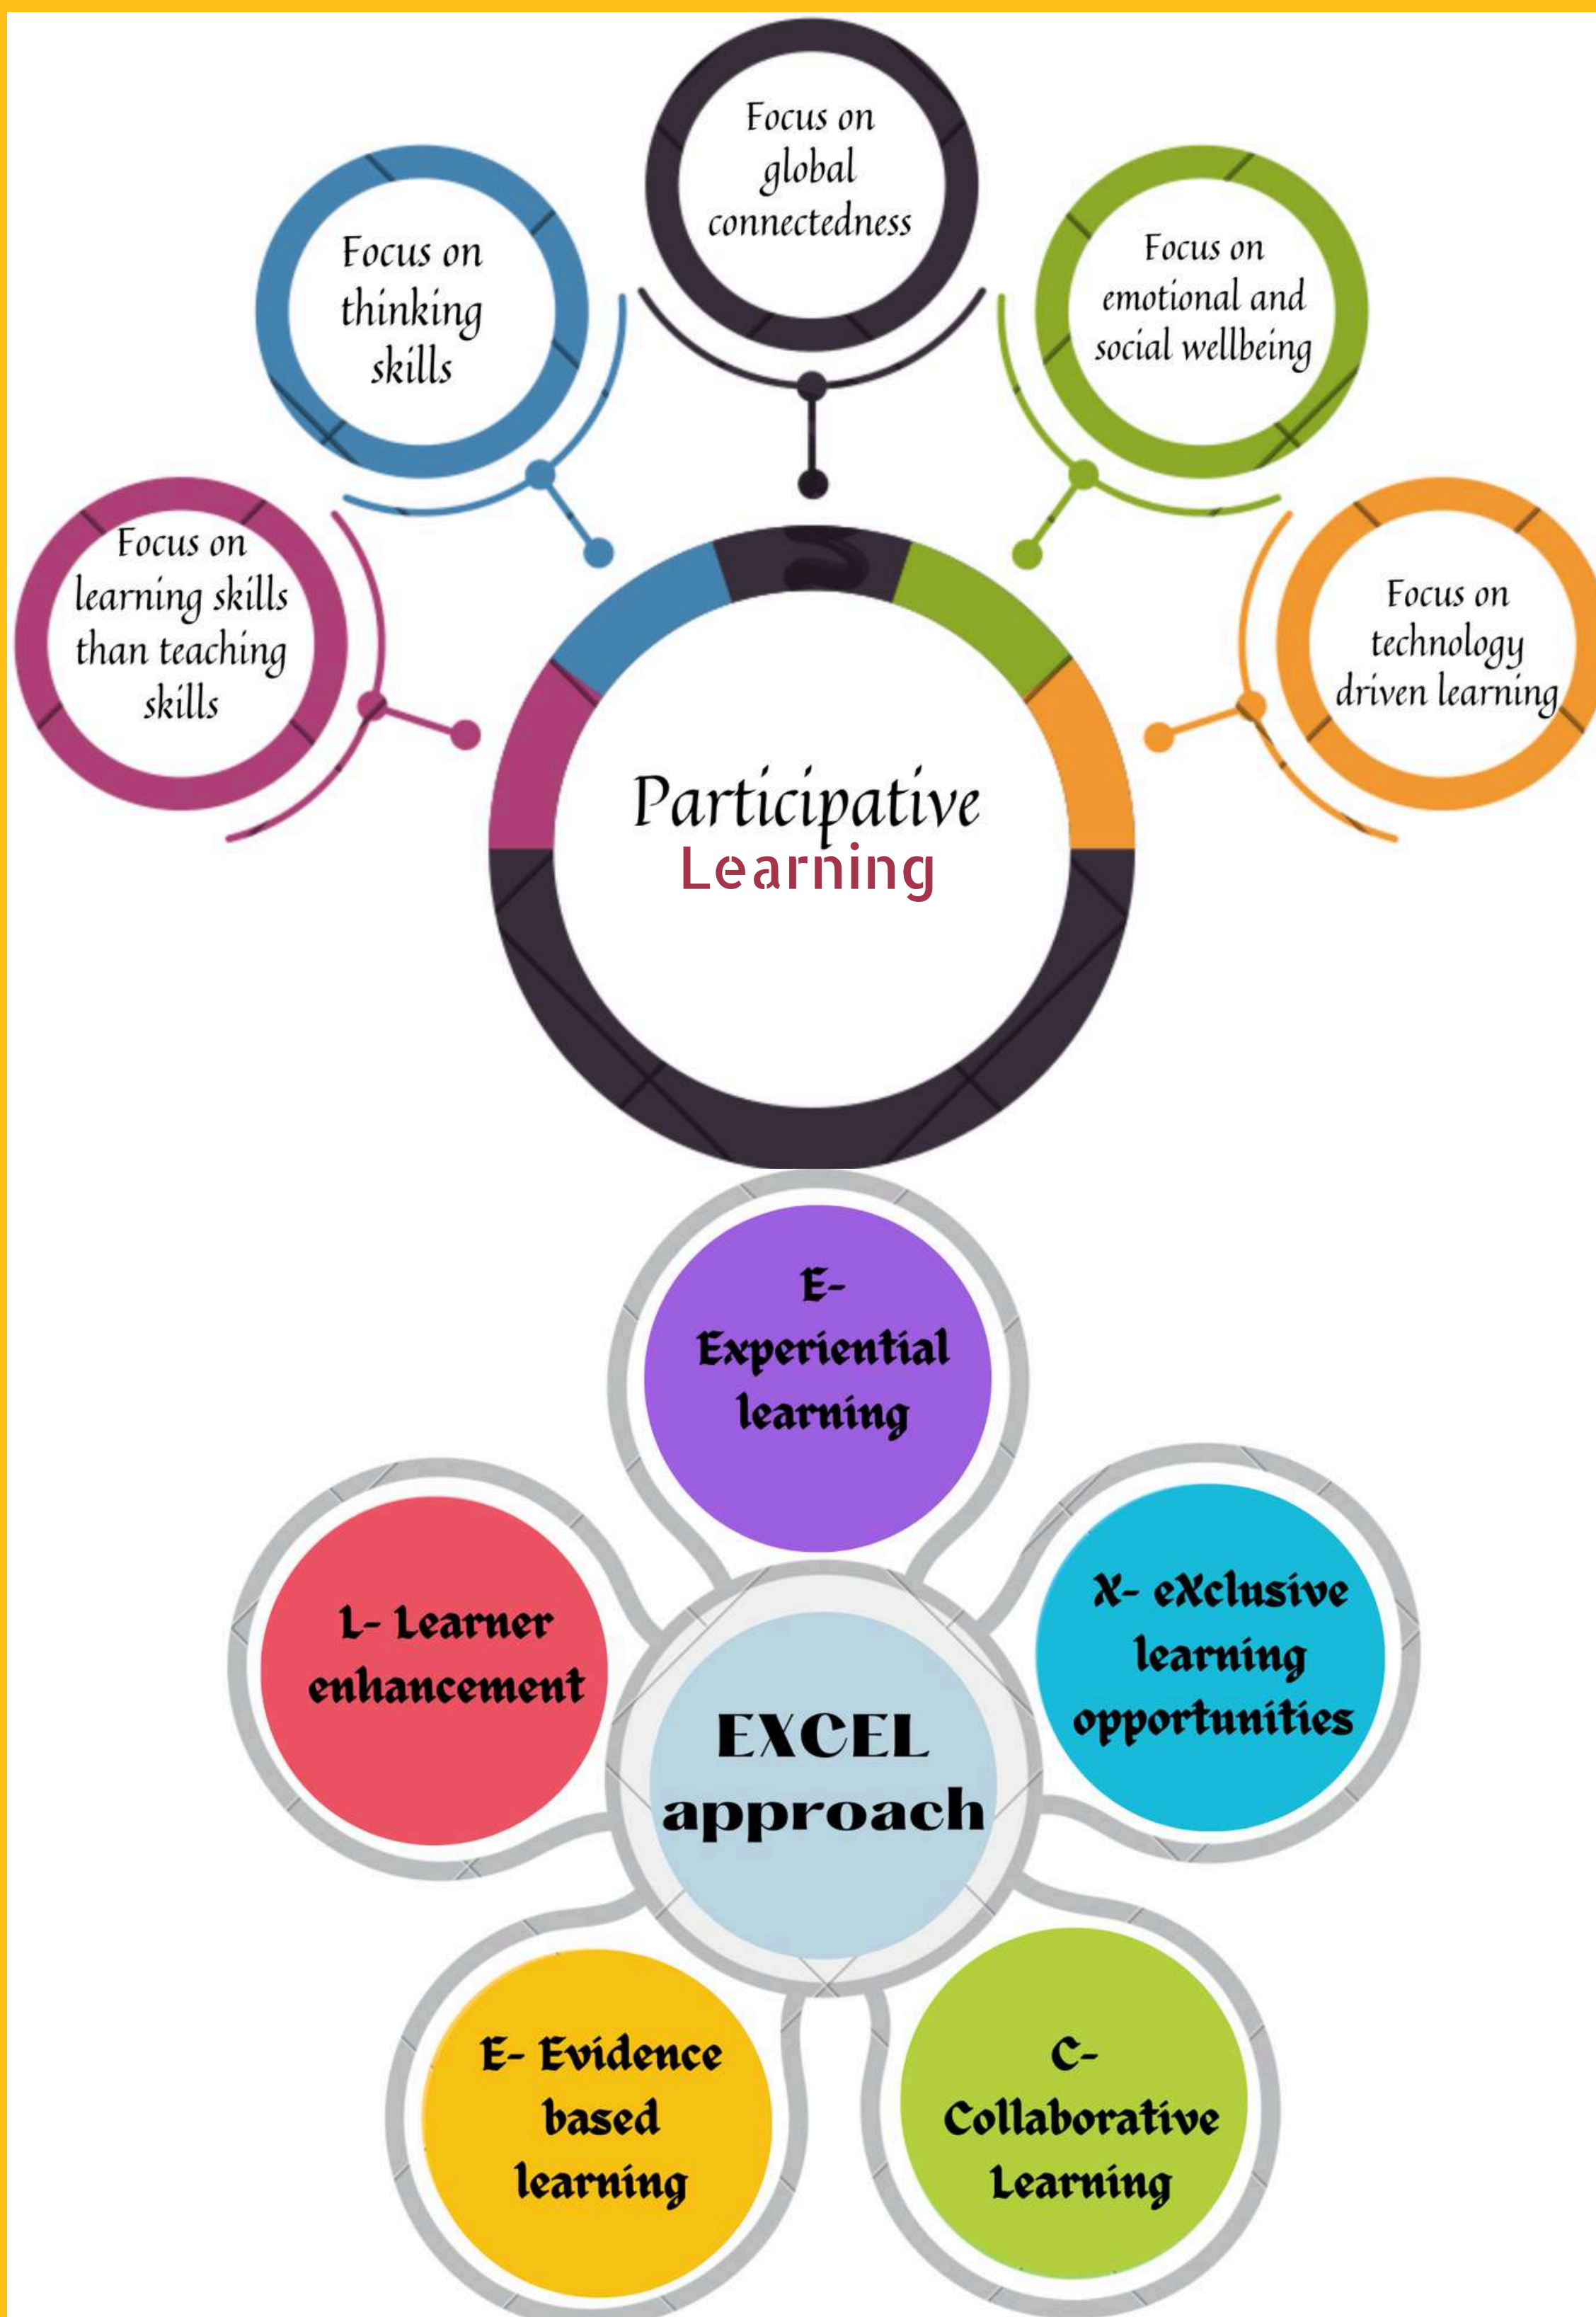 Focus on
global
connectedness
Focus on
thinking
skills
Focus on
emotional and
social wellbeing
Focus on
learning skills
than teaching
skills
Focus on
technology
driven learning
Participative
Learning
E-
Experiential
learning
X- eXclusive
learning
opportunities
L- Learner
enhancement
EXCEL
approach
E- Evidence
based
learning
C-
Collaborative
Learning